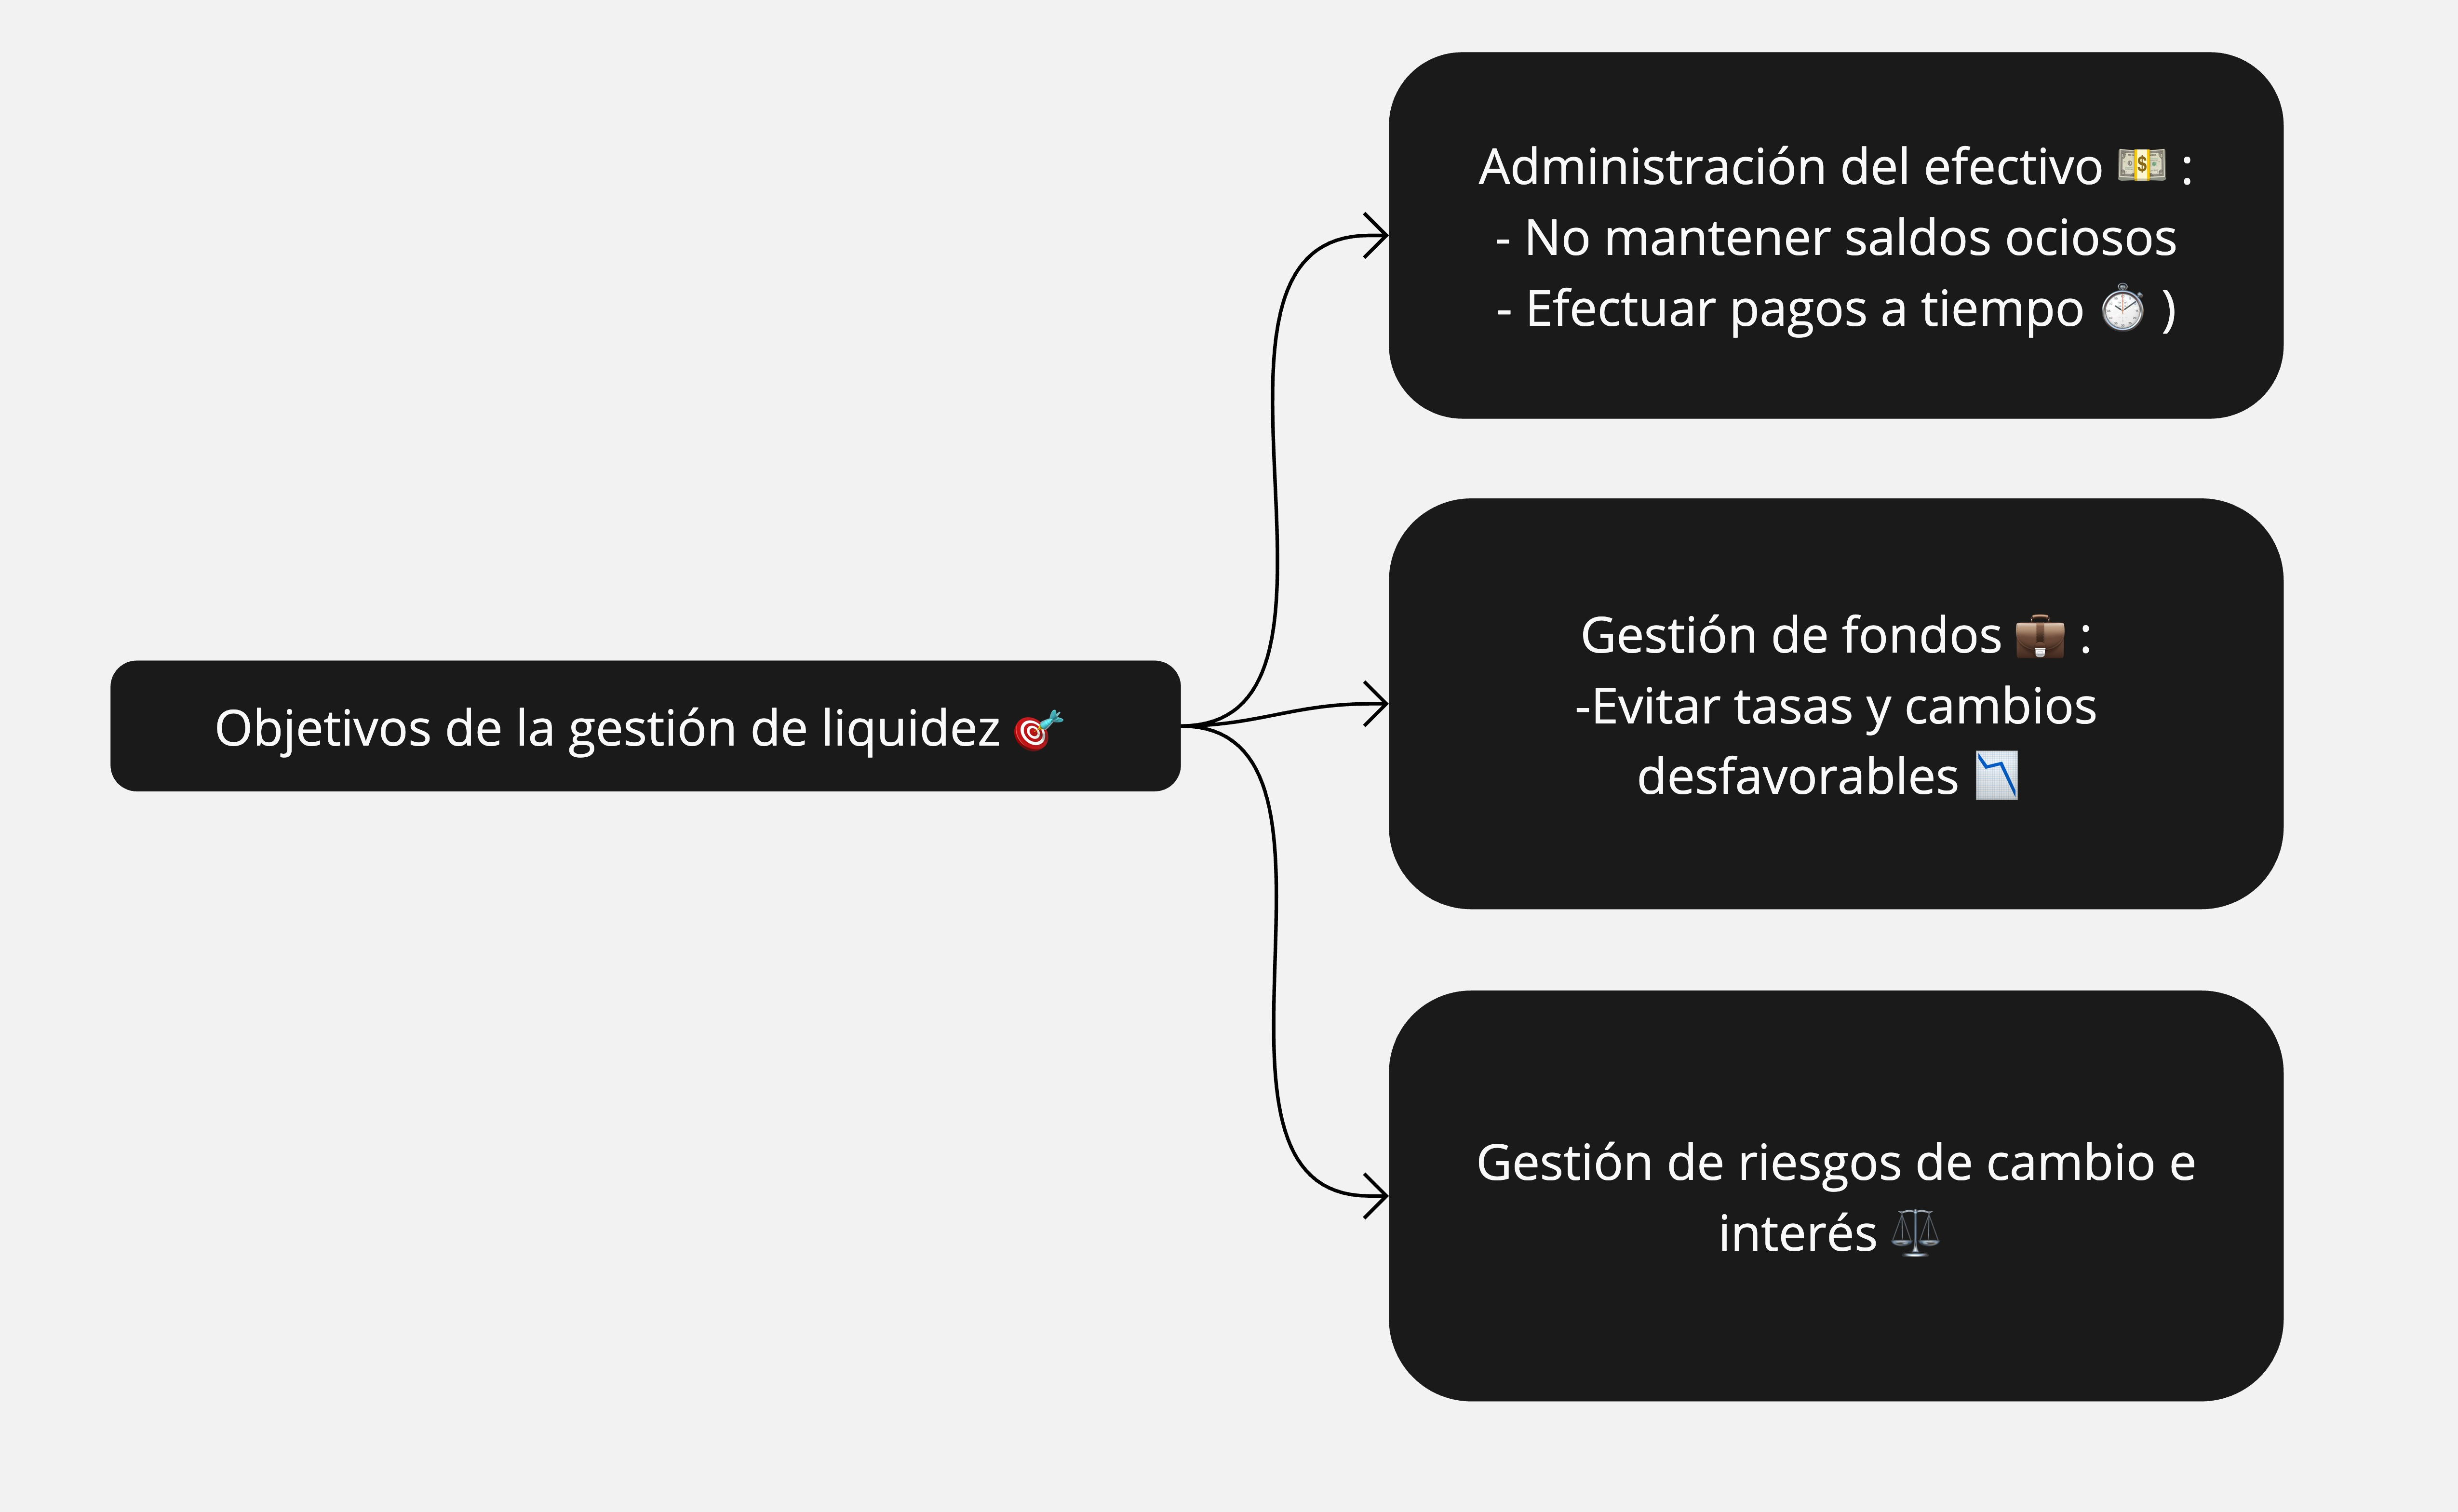 Administración del efectivo 💵 :
- No mantener saldos ociosos
- Efectuar pagos a tiempo ⏱️ )
Objetivos de la gestión de liquidez 🎯
Gestión de fondos 💼 :
-Evitar tasas y cambios
desfavorables 📉
Gestión de riesgos de cambio e
interés ⚖️